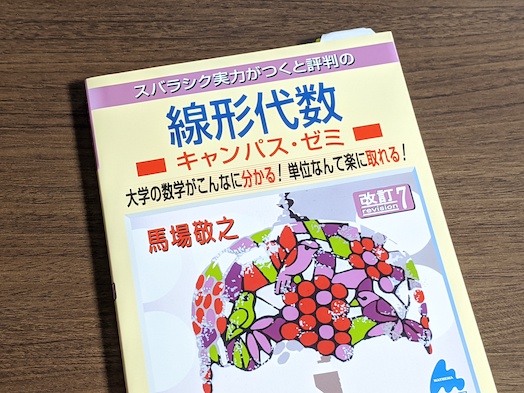 スバラシク実力がつくと評判の
線形代数
キャンパス・ゼミ
大学の数学がこんなに分かる！単位なんて楽に取れる！
改訂7
revision
馬場敬之
MATHEMA